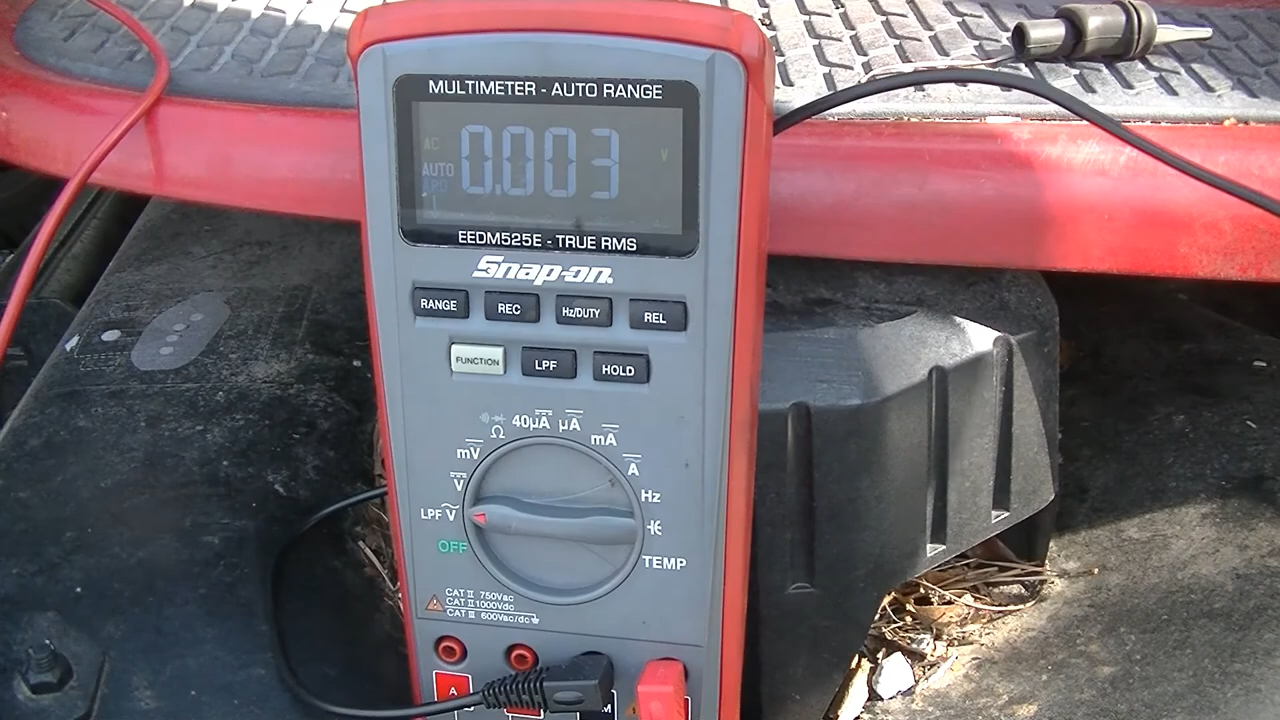 MULTIMETER - AUTO RANGE
AC
AUTO
0.003
V
EEDM525E - TRUE RMS
Snap-on
RANGE
REC
Hz/DUTY
REL
FUNCTION
LPF
HOLD
40µA
µA
mA
A
Hz
TEMP
Ω
mV
V
LPF V
OFF
CAT II 750Vac
CAT II 1000Vdc
CAT III 600Vac/dc
A
M